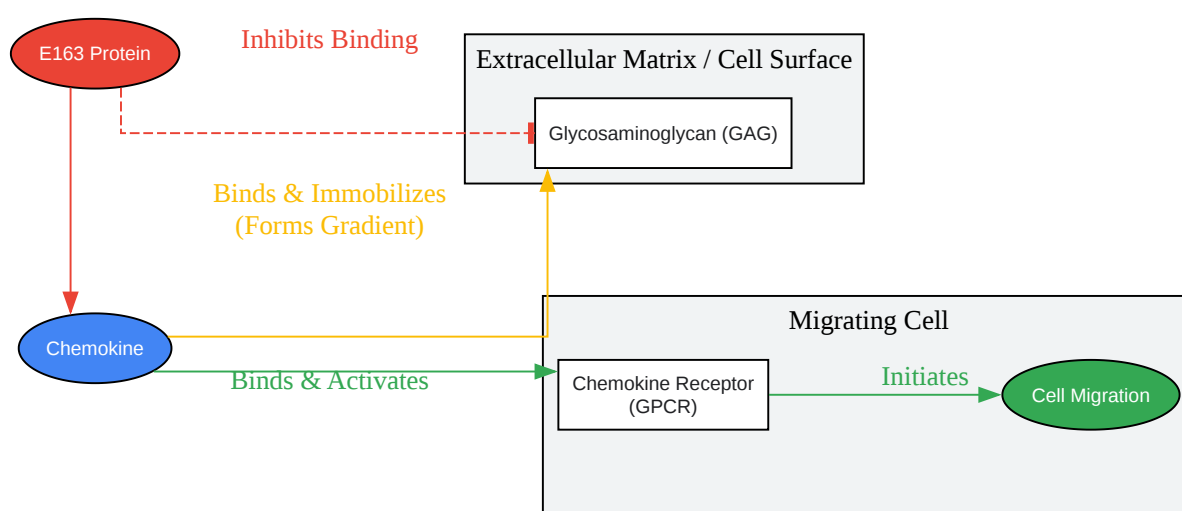 E163 Protein
Inhibits Binding
Extracellular Matrix / Cell Surface
Glycosaminoglycan (GAG)
Binds & Immobilizes
(Forms Gradient)
Migrating Cell
Chemokine
Binds & Activates
Chemokine Receptor
(GPCR)
Initiates
Cell Migration